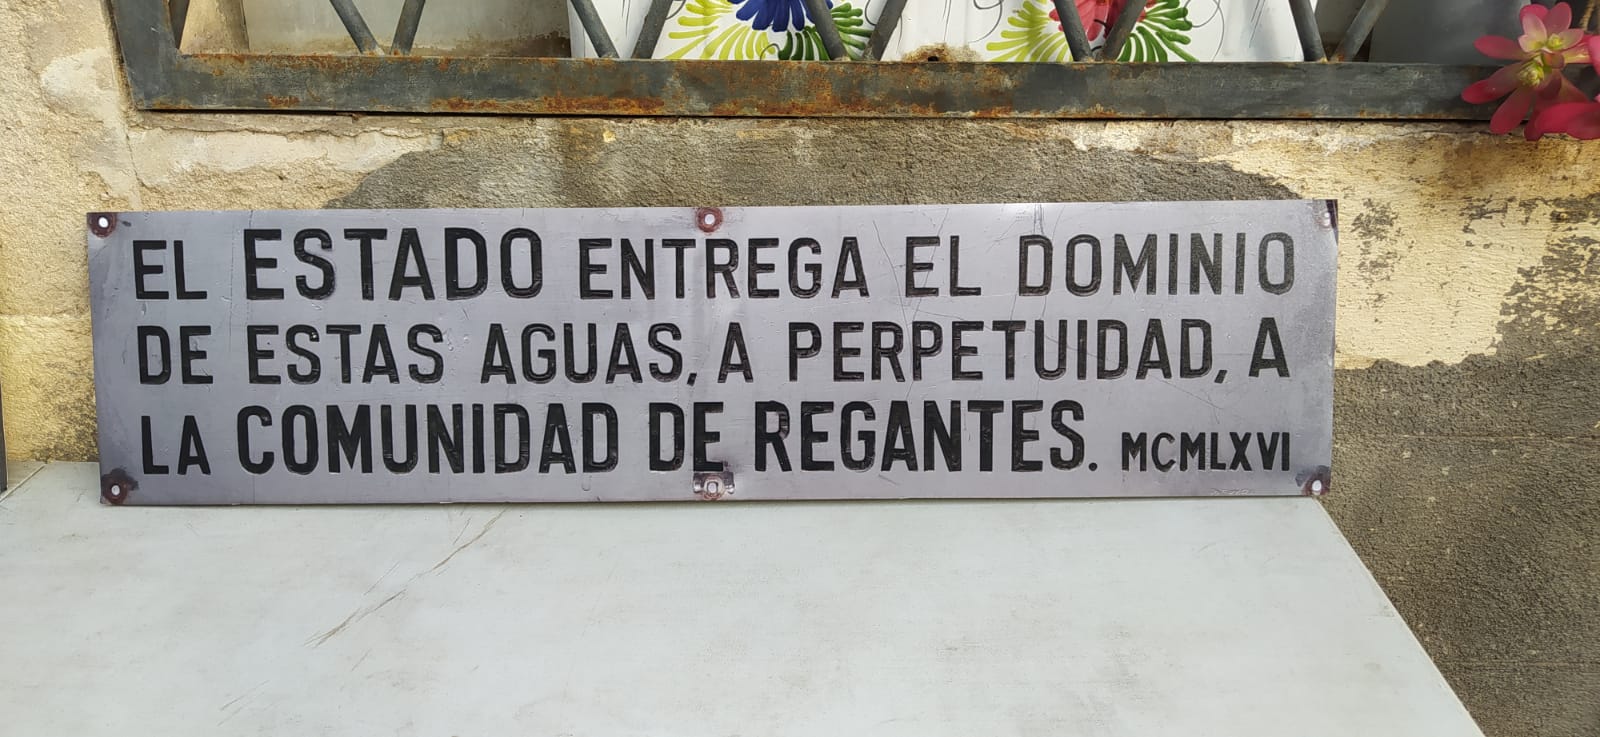 EL ESTADO ENTREGA EL DOMINIO
DE ESTAS AGUAS, A PERPETUIDAD, A
LA COMUNIDAD DE REGANTES. MCMLXVI